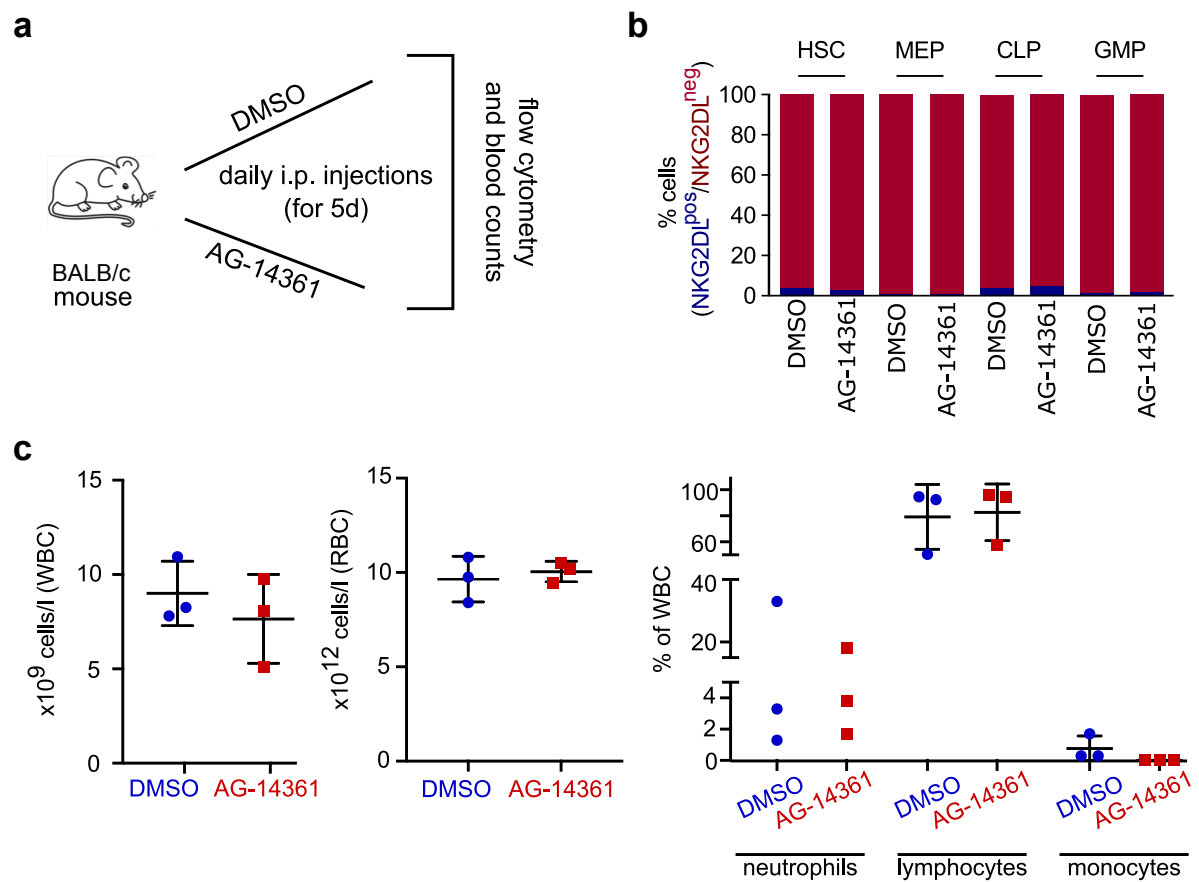 a
DMSO
daily i.p. injections
(for 5d)
AG-14361
BALB/c
mouse
flow cytometry
and blood counts
b
HSC
MEP
CLP
GMP
% cells
(NKG2DLpos/NKG2DLneg)
100
80
60
40
20
0
DMSO
AG-14361
DMSO
AG-14361
DMSO
AG-14361
DMSO
AG-14361
c
x10^9 cells/l (WBC)
15
10
5
0
DMSO
AG-14361
x10^12 cells/l (RBC)
15
10
5
0
DMSO
AG-14361
% of WBC
100
60
40
20
4
2
0
DMSO
AG-14361
DMSO
AG-14361
DMSO
AG-14361
neutrophils
lymphocytes
monocytes